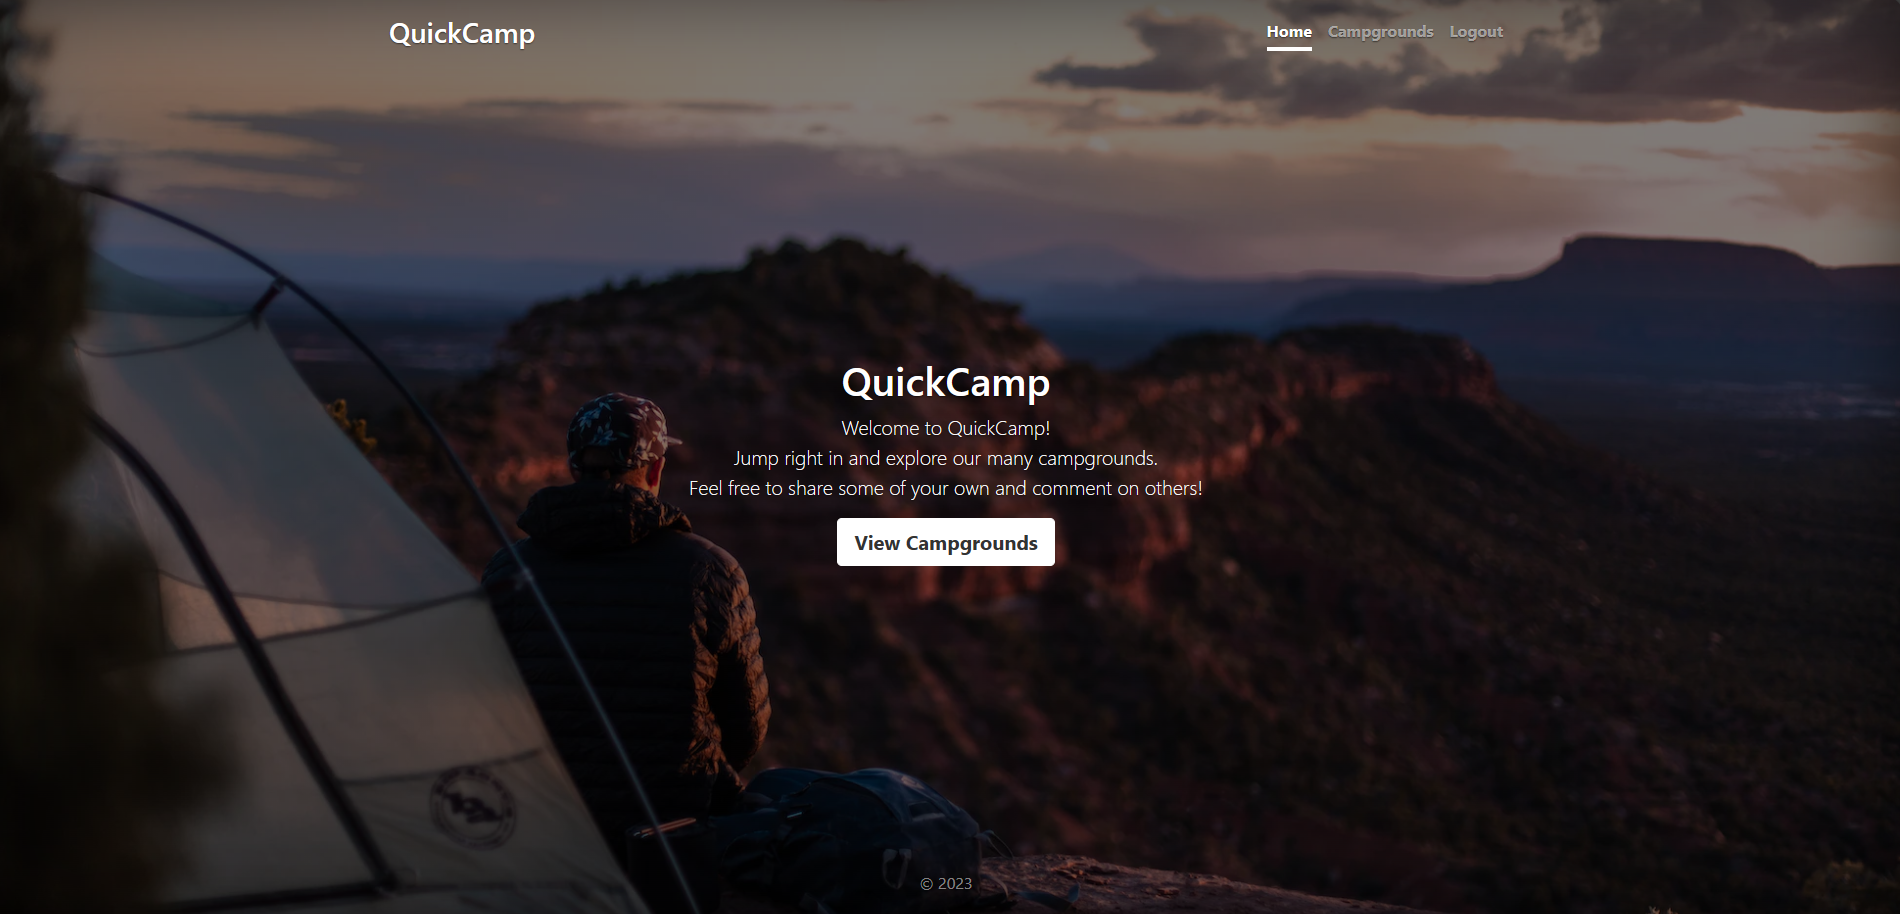 QuickCamp
Home Campgrounds Logout
QuickCamp
Welcome to QuickCamp!
Jump right in and explore our many campgrounds.
Feel free to share some of your own and comment on others!
View Campgrounds
© 2023